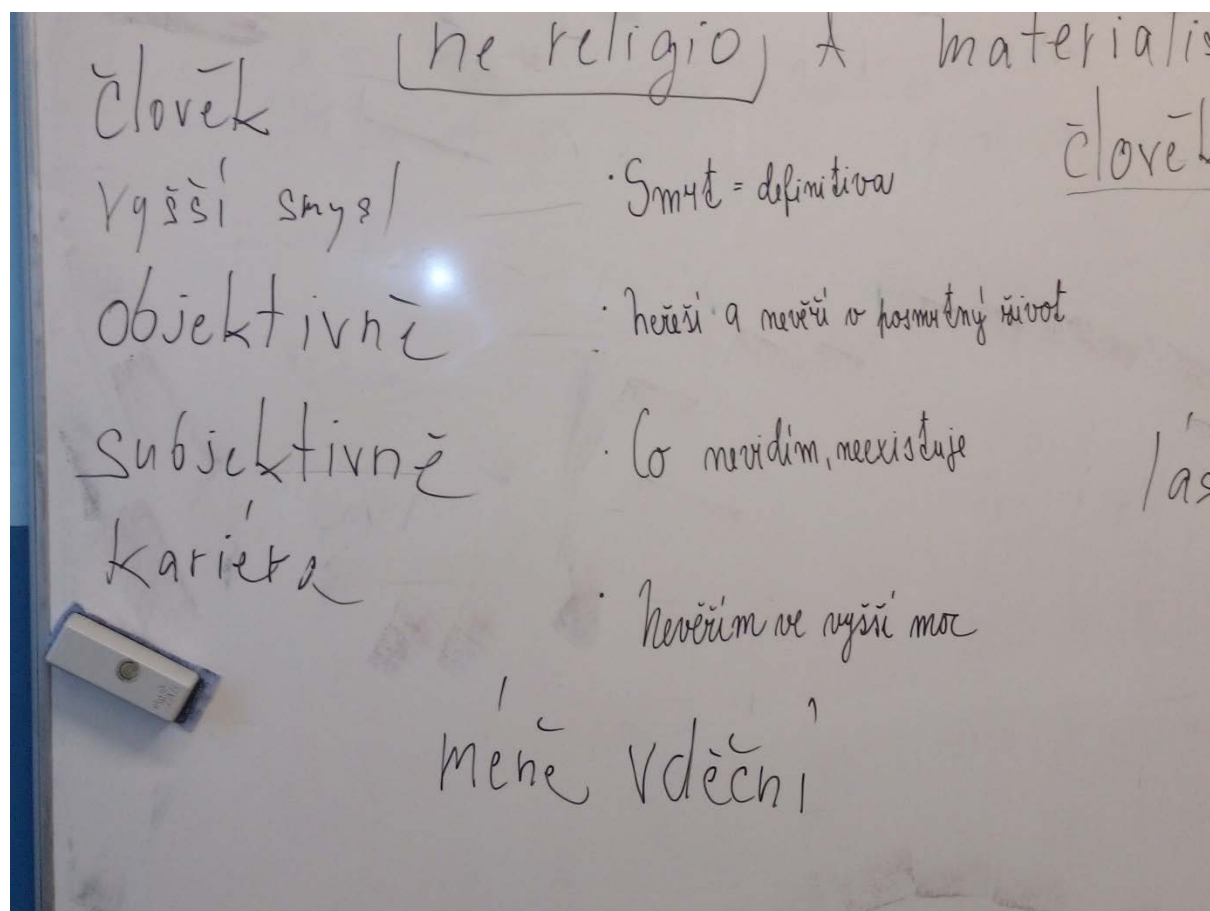 ne religio A materialis
člověk
vyšší smysl
objektivně
subjektivně
kariéra
· Smrt = definitiva
· neřeší a nevěří v posmrtný život
· Co nevidím, neexistuje
· Nevěřím ve vyšší moc
člověk
lás
méně vděční